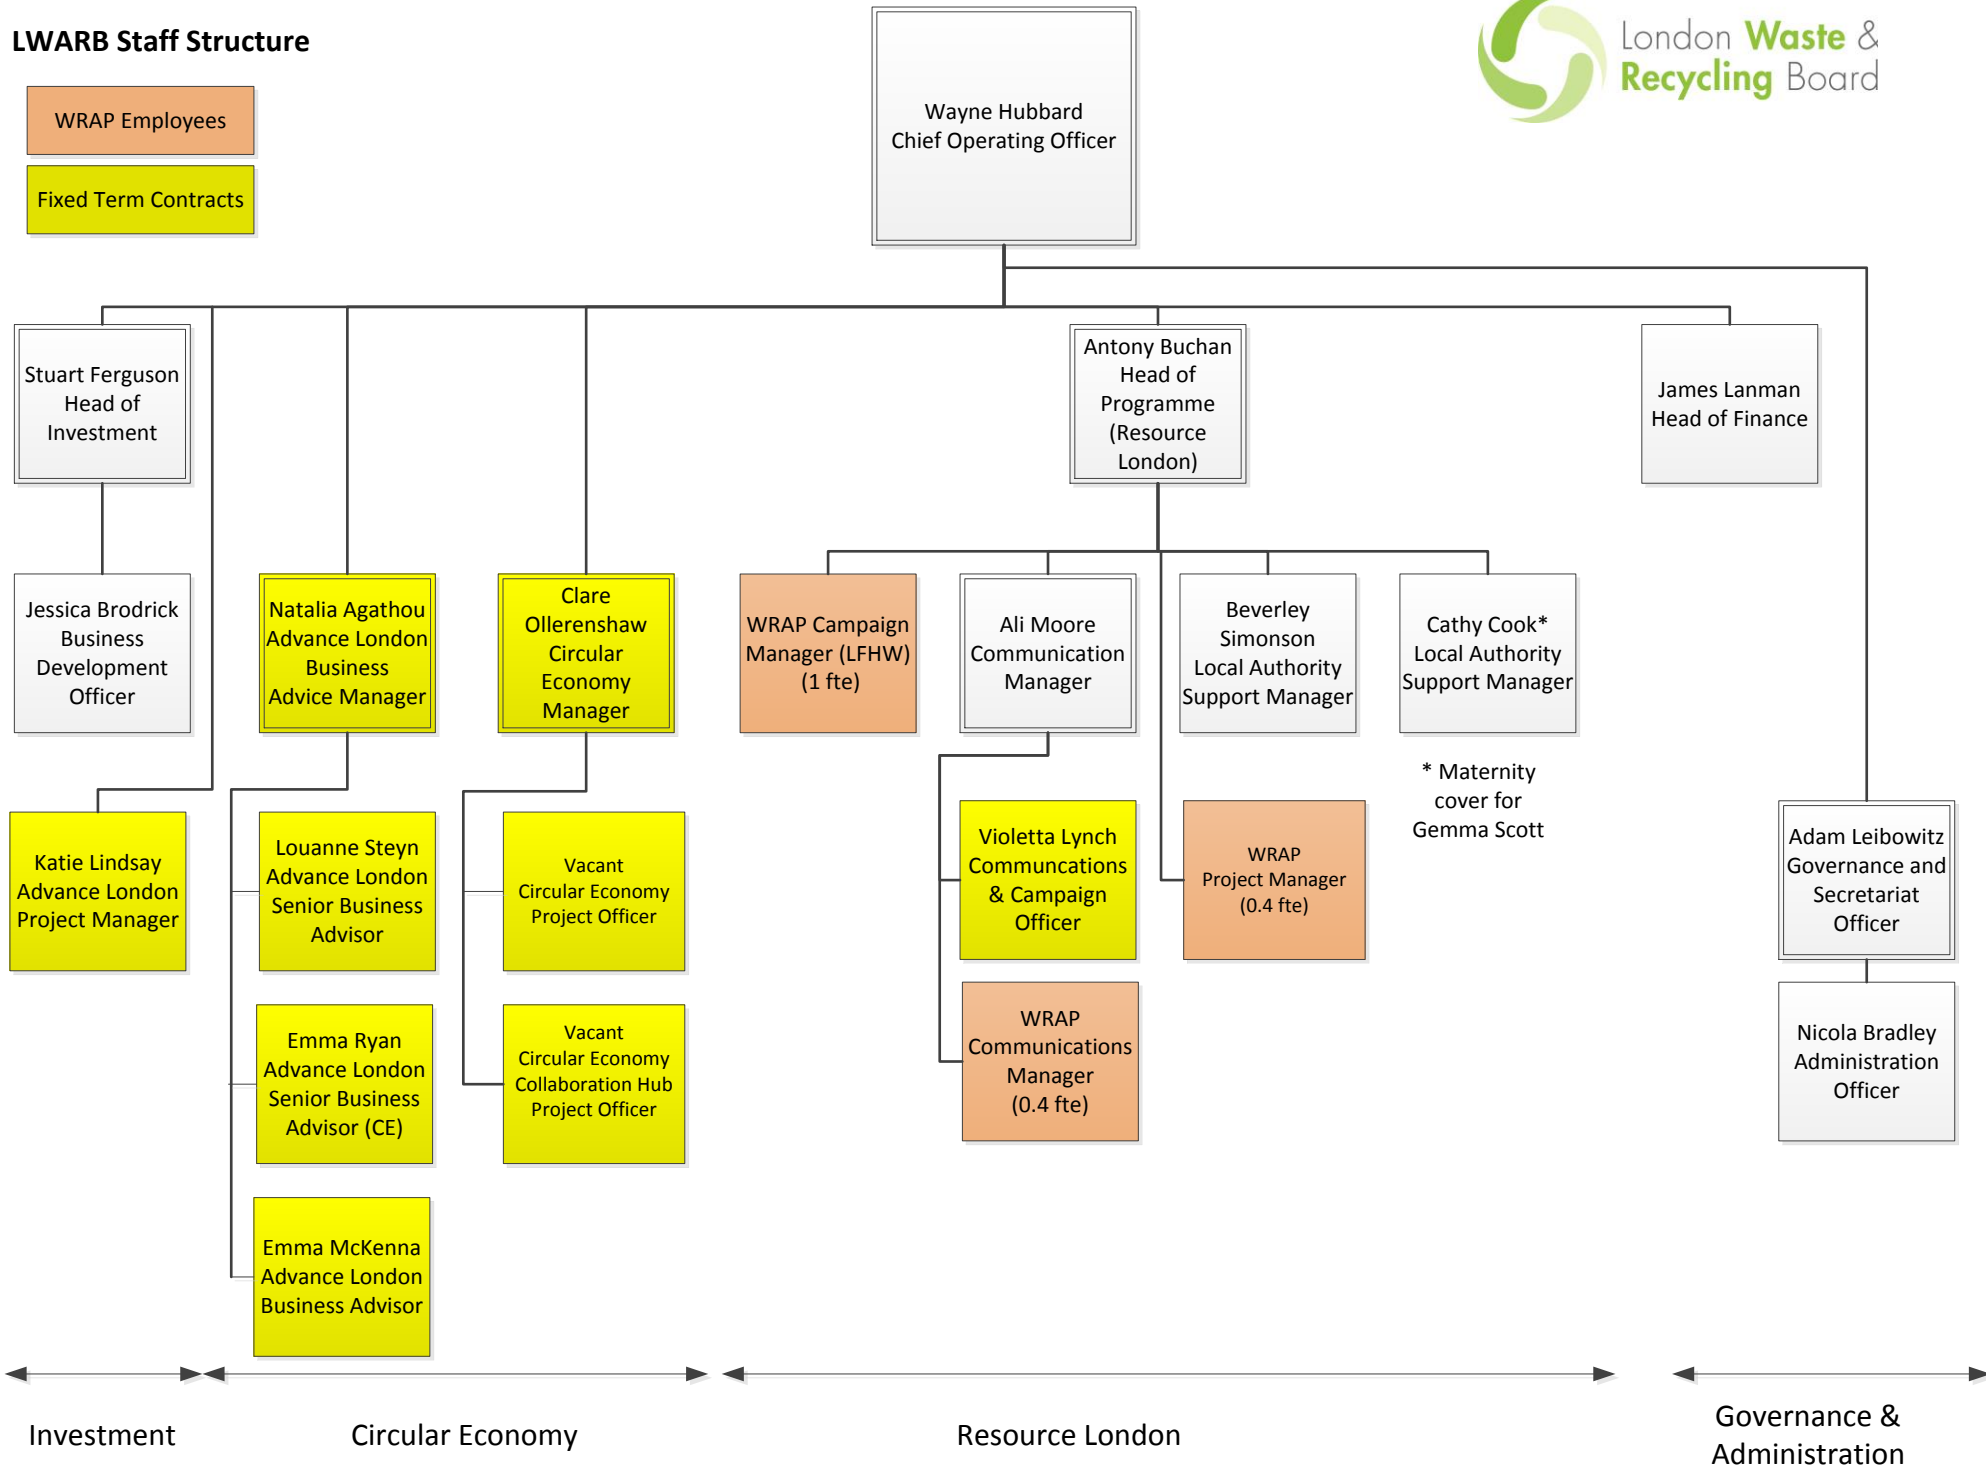 LWARB Staff Structure
London Waste &
Recycling Board
WRAP Employees
Fixed Term Contracts
Wayne Hubbard
Chief Operating Officer
Stuart Ferguson
Head of
Investment
Antony Buchan
Head of
Programme
(Resource
London)
James Lanman
Head of Finance
Jessica Brodrick
Business
Development
Officer
Natalia Agathou
Advance London
Business
Advice Manager
Clare
Ollerenshaw
Circular
Economy
Manager
WRAP Campaign
Manager (LFHW)
(1 fte)
Ali Moore
Communication
Manager
Beverley
Simonson
Local Authority
Support Manager
Cathy Cook*
Local Authority
Support Manager
* Maternity
cover for
Gemma Scott
Katie Lindsay
Advance London
Project Manager
Louanne Steyn
Advance London
Senior Business
Advisor
Vacant
Circular Economy
Project Officer
Violetta Lynch
Communcations
& Campaign
Officer
WRAP
Project Manager
(0.4 fte)
Adam Leibowitz
Governance and
Secretariat
Officer
Emma Ryan
Advance London
Senior Business
Advisor (CE)
Vacant
Circular Economy
Collaboration Hub
Project Officer
WRAP
Communications
Manager
(0.4 fte)
Nicola Bradley
Administration
Officer
Emma McKenna
Advance London
Business Advisor
Investment
Circular Economy
Resource London
Governance &
Administration